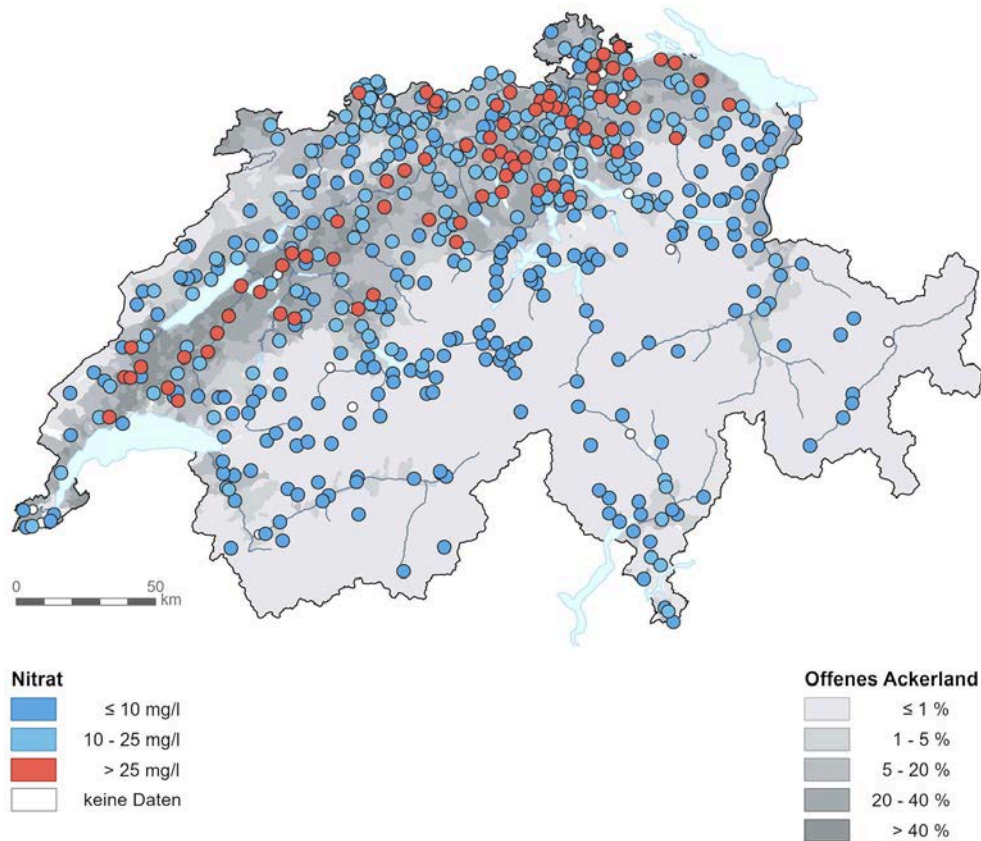 0 50
km
Nitrat
≤ 10 mg/l
10 - 25 mg/l
> 25 mg/l
keine Daten
Offenes Ackerland
≤ 1 %
1 - 5 %
5 - 20 %
20 - 40 %
> 40 %